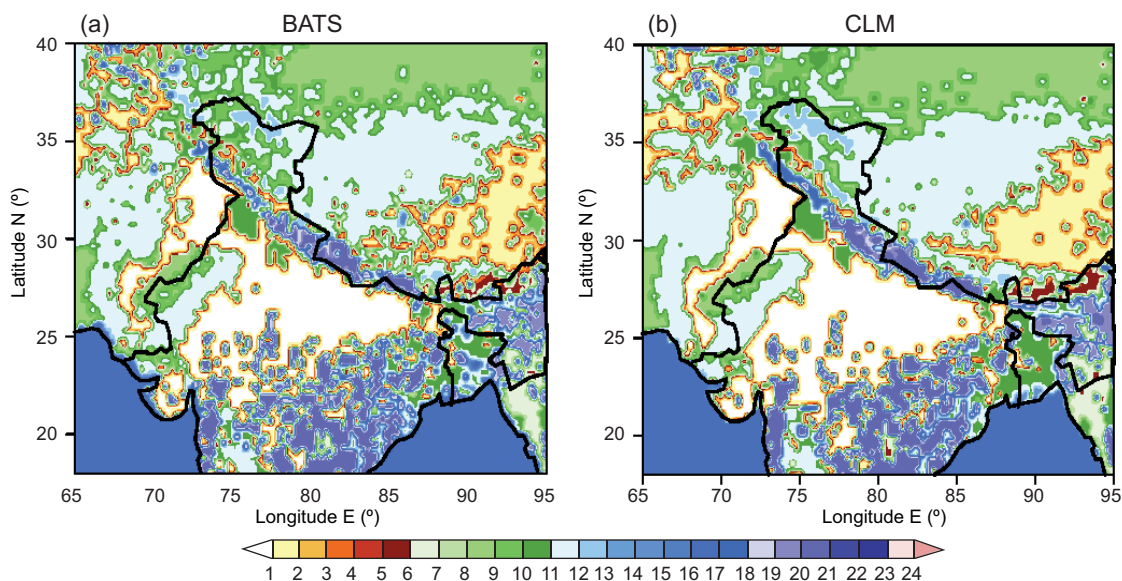 (a) BATS
(b) CLM
Latitude N (º)
40
35
30
25
20
65 70 75 80 85 90 95
Longitude E (º)
Latitude N (º)
40
35
30
25
20
65 70 75 80 85 90 95
Longitude E (º)
1 2 3 4 5 6 7 8 9 10 11 12 13 14 15 16 17 18 19 20 21 22 23 24